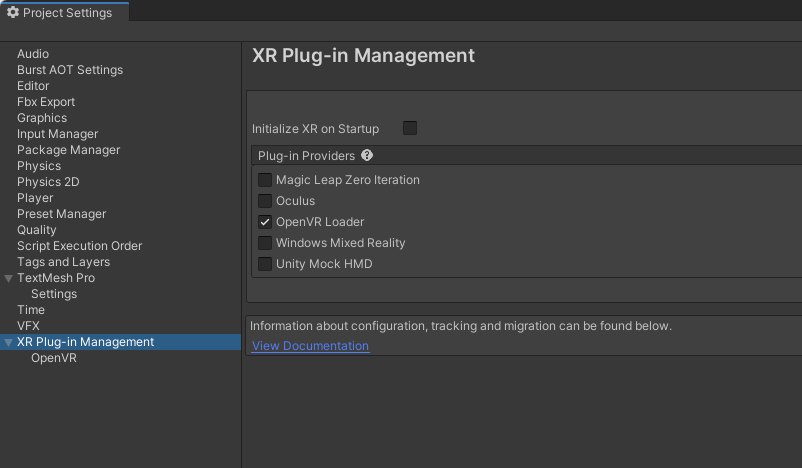 Project Settings
Audio
Burst AOT Settings
Editor
Fbx Export
Graphics
Input Manager
Package Manager
Physics
Physics 2D
Player
Preset Manager
Quality
Script Execution Order
Tags and Layers
TextMesh Pro
Settings
Time
VFX
XR Plug-in Management
OpenVR
XR Plug-in Management
Initialize XR on Startup
Plug-in Providers ?
Magic Leap Zero Iteration
Oculus
OpenVR Loader
Windows Mixed Reality
Unity Mock HMD
Information about configuration, tracking and migration can be found below.
View Documentation